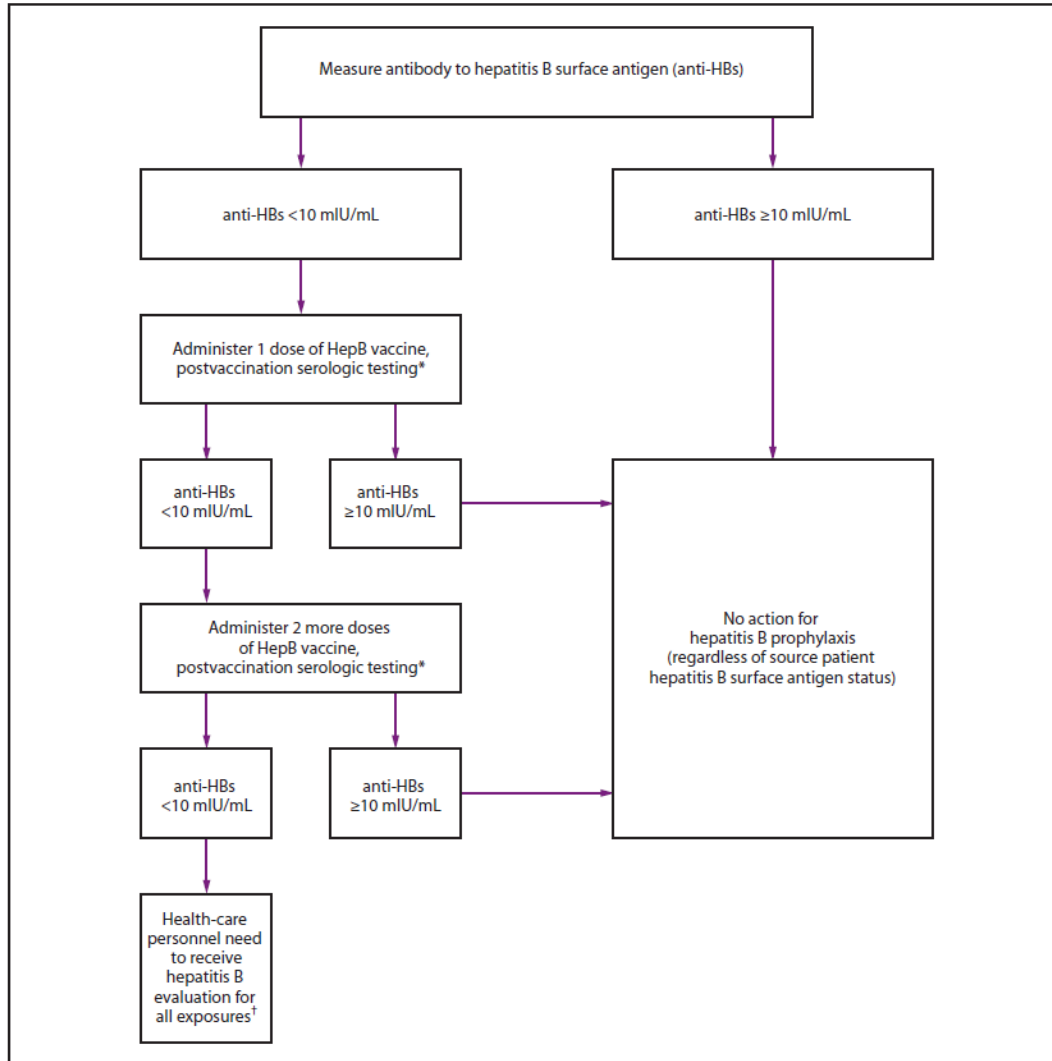 Measure antibody to hepatitis B surface antigen (anti-HBs)
anti-HBs <10 mIU/mL
anti-HBs ≥10 mIU/mL
Administer 1 dose of HepB vaccine,
postvaccination serologic testing*
anti-HBs
<10 mIU/mL
anti-HBs
≥10 mIU/mL
Administer 2 more doses
of HepB vaccine,
postvaccination serologic testing*
No action for
hepatitis B prophylaxis
(regardless of source patient
hepatitis B surface antigen status)
anti-HBs
<10 mIU/mL
anti-HBs
≥10 mIU/mL
Health-care
personnel need
to receive
hepatitis B
evaluation for
all exposures†